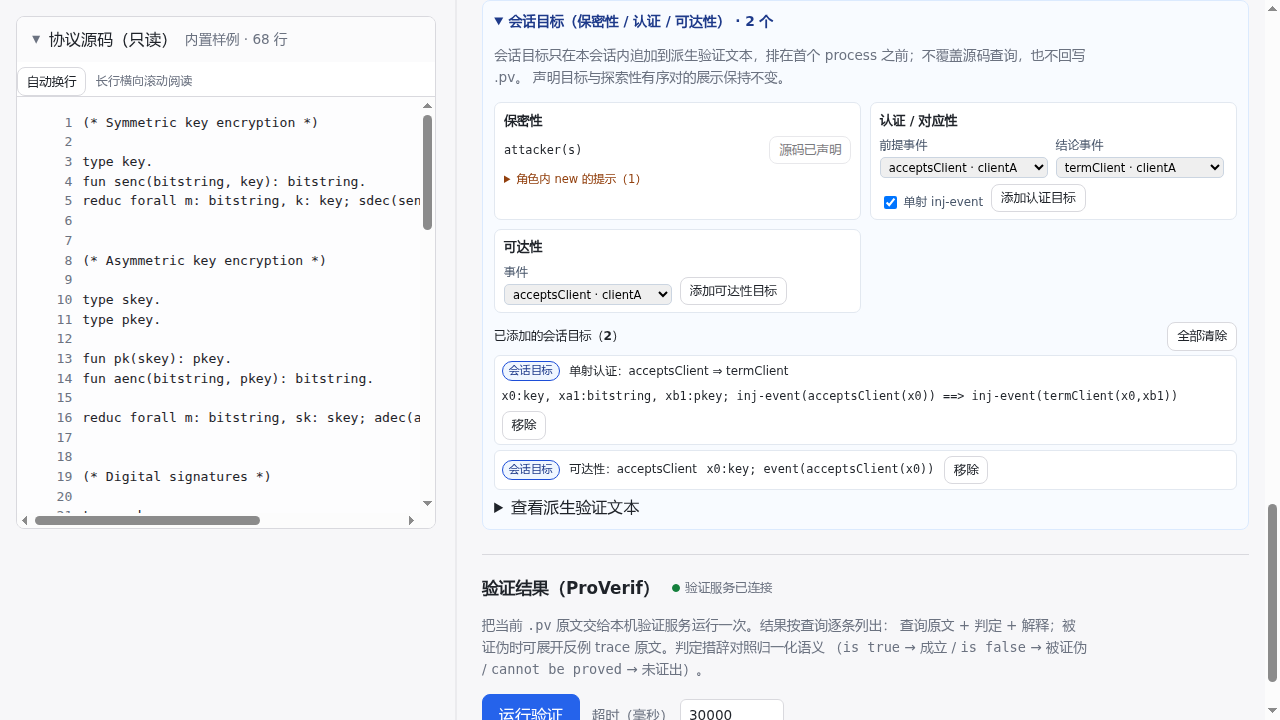 ▼ 协议源码（只读） 内置样例 · 68 行
自动换行 长行横向滚动阅读
1 (* Symmetric key encryption *)
2
3 type key.
4 fun senc(bitstring, key): bitstring.
5 reduc forall m: bitstring, k: key; sdec(sen
6
7
8 (* Asymmetric key encryption *)
9
10 type skey.
11 type pkey.
12
13 fun pk(skey): pkey.
14 fun aenc(bitstring, pkey): bitstring.
15
16 reduc forall m: bitstring, sk: skey; adec(a
17
18
19 (* Digital signatures *)
20
▼ 会话目标（保密性 / 认证 / 可达性） · 2 个
会话目标只在本会话内追加到派生验证文本，排在首个 process 之前；不覆盖源码查询，也不回写
.pv。 声明目标与探索性有序对的展示保持不变。
保密性
attacker(s) 源码已声明
▶ 角色内 new 的提示（1）
认证 / 对应性
前提事件 结论事件
acceptsClient · clientA termClient · clientA
单射 inj-event 添加认证目标
可达性
事件
acceptsClient · clientA 添加可达性目标
已添加的会话目标（2） 全部清除
会话目标 单射认证：acceptsClient ⇒ termClient
x0:key, xa1:bitstring, xb1:pkey; inj-event(acceptsClient(x0)) ==> inj-event(termClient(x0,xb1))
移除
会话目标 可达性：acceptsClient x0:key; event(acceptsClient(x0)) 移除
▶ 查看派生验证文本
验证结果（ProVerif） 验证服务已连接
把当前 .pv 原文交给本机验证服务运行一次。结果按查询逐条列出： 查询原文 + 判定 + 解释；被
证伪时可展开反例 trace 原文。判定措辞对照归一化语义 （is true → 成立 / is false → 被证伪
/ cannot be proved → 未证出）。
运行验证 超时（毫秒） 30000